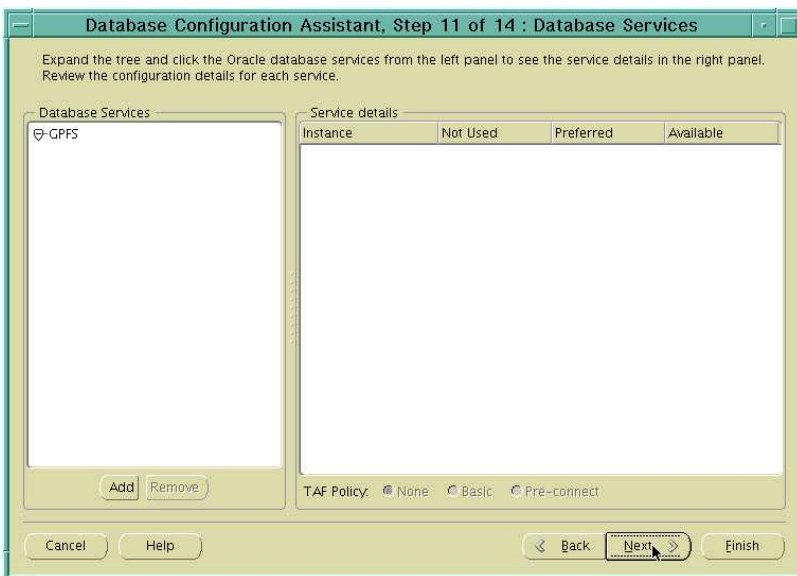 Database Configuration Assistant, Step 11 of 14 : Database Services
Expand the tree and click the Oracle database services from the left panel to see the service details in the right panel.
Review the configuration details for each service.
Database Services
GPFS
Add
Remove
Service details
Instance
Not Used
Preferred
Available
TAF Policy:
None
Basic
Pre-connect
Cancel
Help
Back
Next
Finish